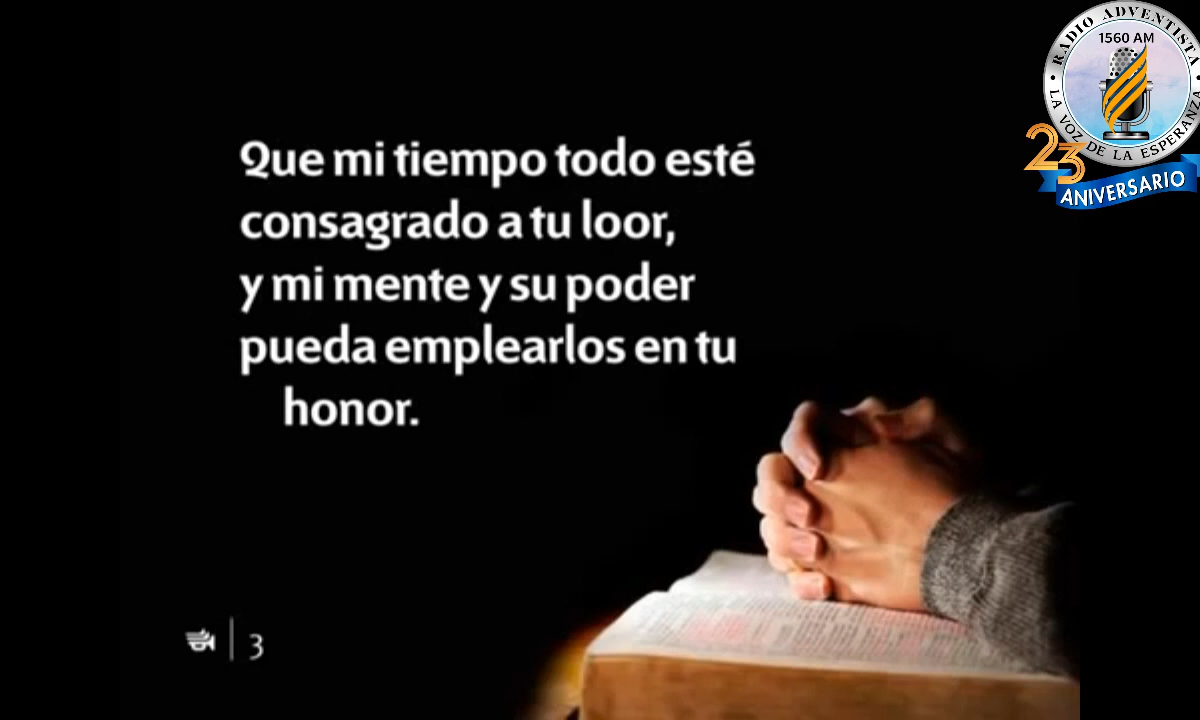 Que mi tiempo todo esté
consagrado a tu loor,
y mi mente y su poder
pueda emplearlos en tu
honor.
3
RADIO ADVENTISTA
1560 AM
LA VOZ DE LA ESPERANZA
23
ANIVERSARIO